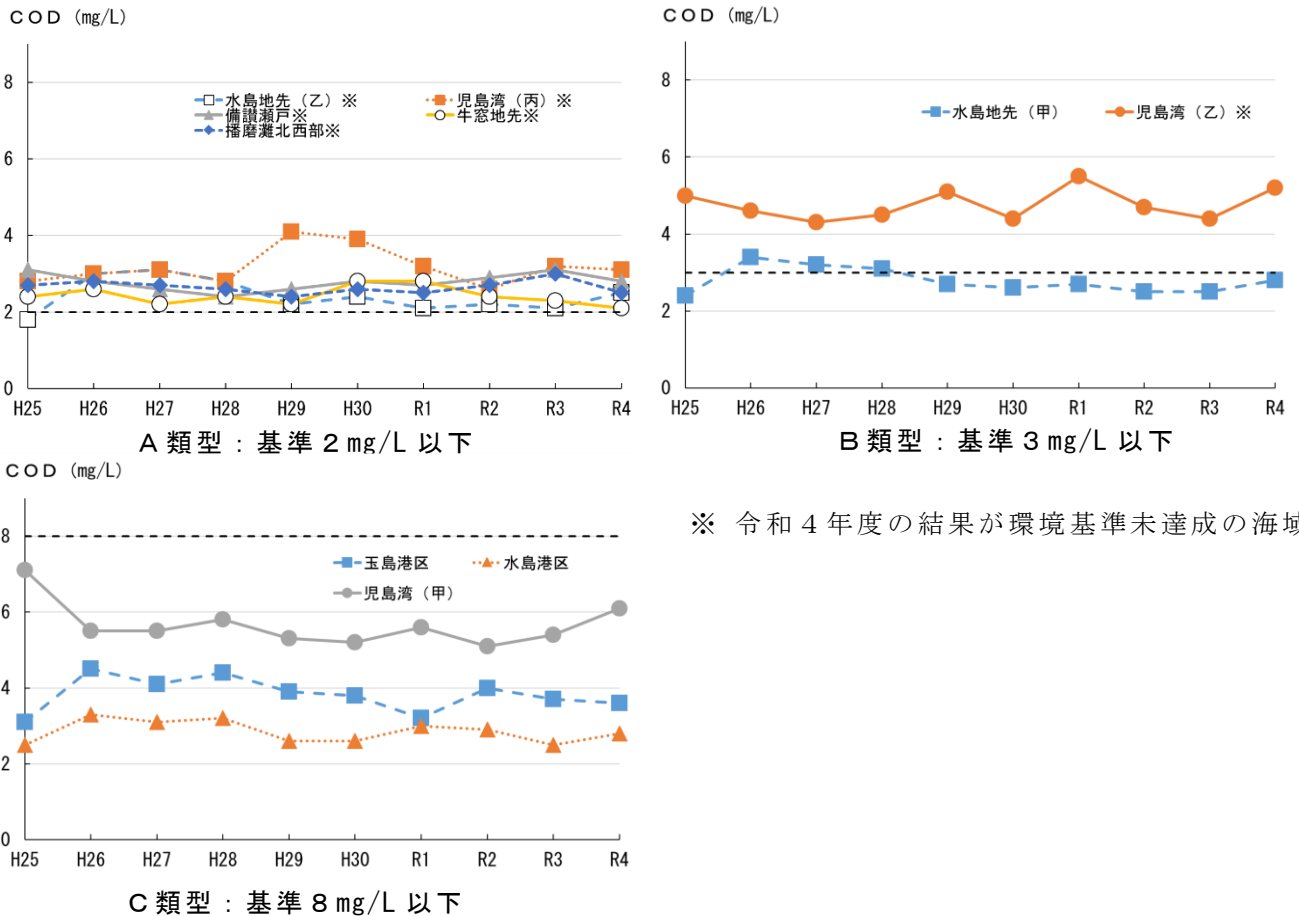 COD (mg/L)
8
6
4
2
0
水島地先（乙）※
児島湾（丙）※
備讃瀬戸※
牛窓地先※
播磨灘北西部※
H25 H26 H27 H28 H29 H30 R1 R2 R3 R4
A類型：基準2mg/L以下
COD (mg/L)
8
6
4
2
0
水島地先（甲）
児島湾（乙）※
H25 H26 H27 H28 H29 H30 R1 R2 R3 R4
B類型：基準3mg/L以下
COD (mg/L)
8
6
4
2
0
玉島港区
水島港区
児島湾（甲）
H25 H26 H27 H28 H29 H30 R1 R2 R3 R4
C類型：基準8mg/L以下
※ 令和4年度の結果が環境基準未達成の海域